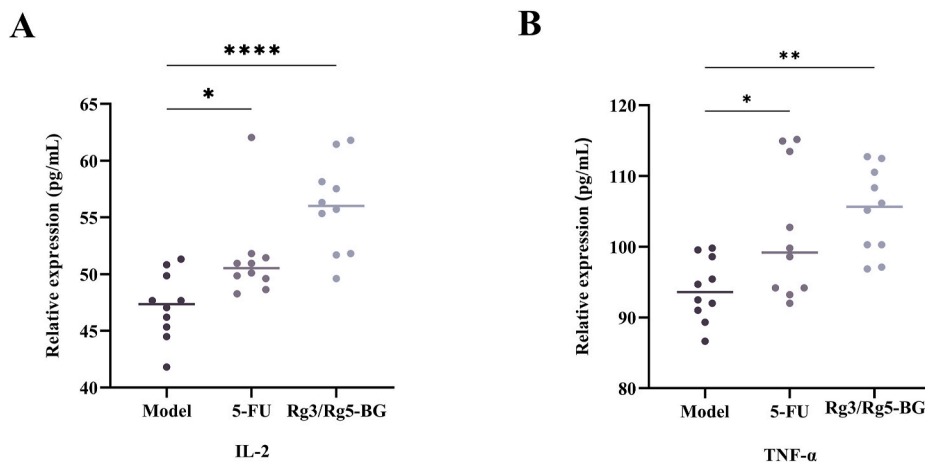 A
****
*
Relative expression (pg/mL)
65
60
55
50
45
40
Model
5-FU
Rg3/Rg5-BG
IL-2
B
**
*
Relative expression (pg/mL)
120
110
100
90
80
Model
5-FU
Rg3/Rg5-BG
TNF-α